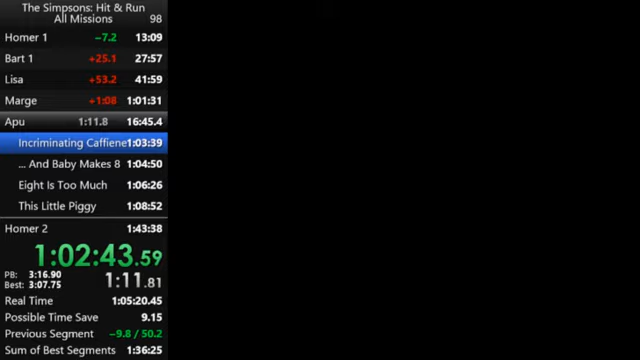 The Simpsons: Hit & Run
All Missions 98
Homer 1 −7.2 13:09
Bart 1 +25.1 27:57
Lisa +53.2 41:59
Marge +1:08 1:01:31
Apu 1:11.8 16:45.4
Incriminating Caffiene 1:03:39
... And Baby Makes 8 1:04:50
Eight Is Too Much 1:06:26
This Little Piggy 1:08:52
Homer 2 1:43:38
1:02:43.59
PB: 3:16.90
Best: 3:07.75
1:11.81
Real Time 1:05:20.45
Possible Time Save 9.15
Previous Segment −9.8 / 50.2
Sum of Best Segments 1:36:25